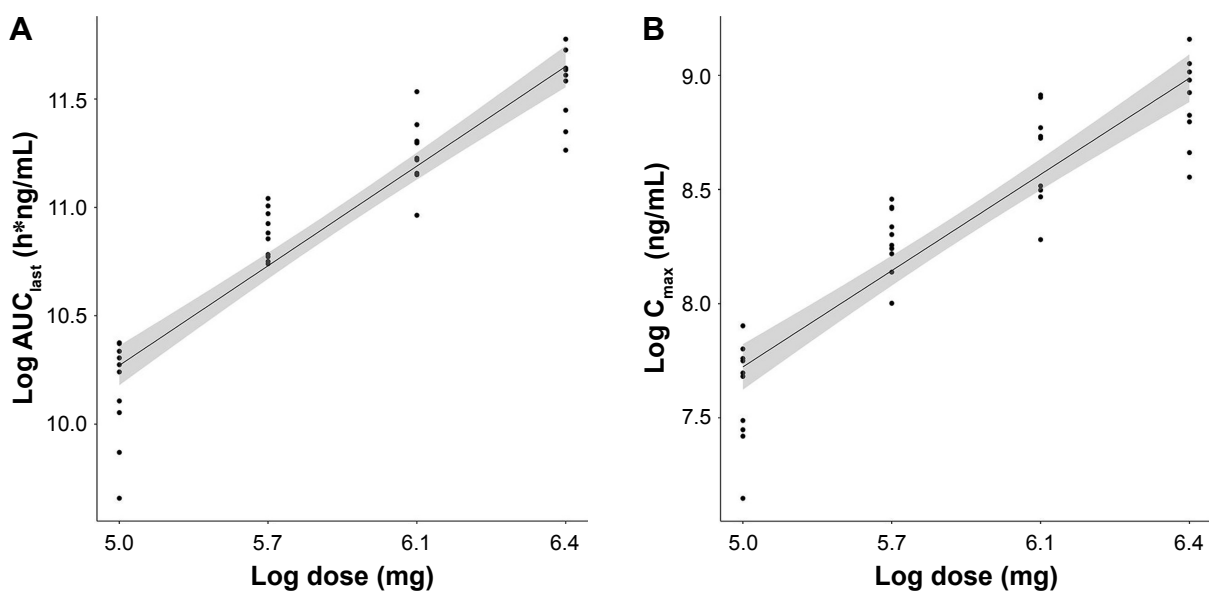 A
Log AUClast (h*ng/mL)
11.5
11.0
10.5
10.0
5.0 5.7 6.1 6.4
Log dose (mg)
B
Log Cmax (ng/mL)
9.0
8.5
8.0
7.5
5.0 5.7 6.1 6.4
Log dose (mg)